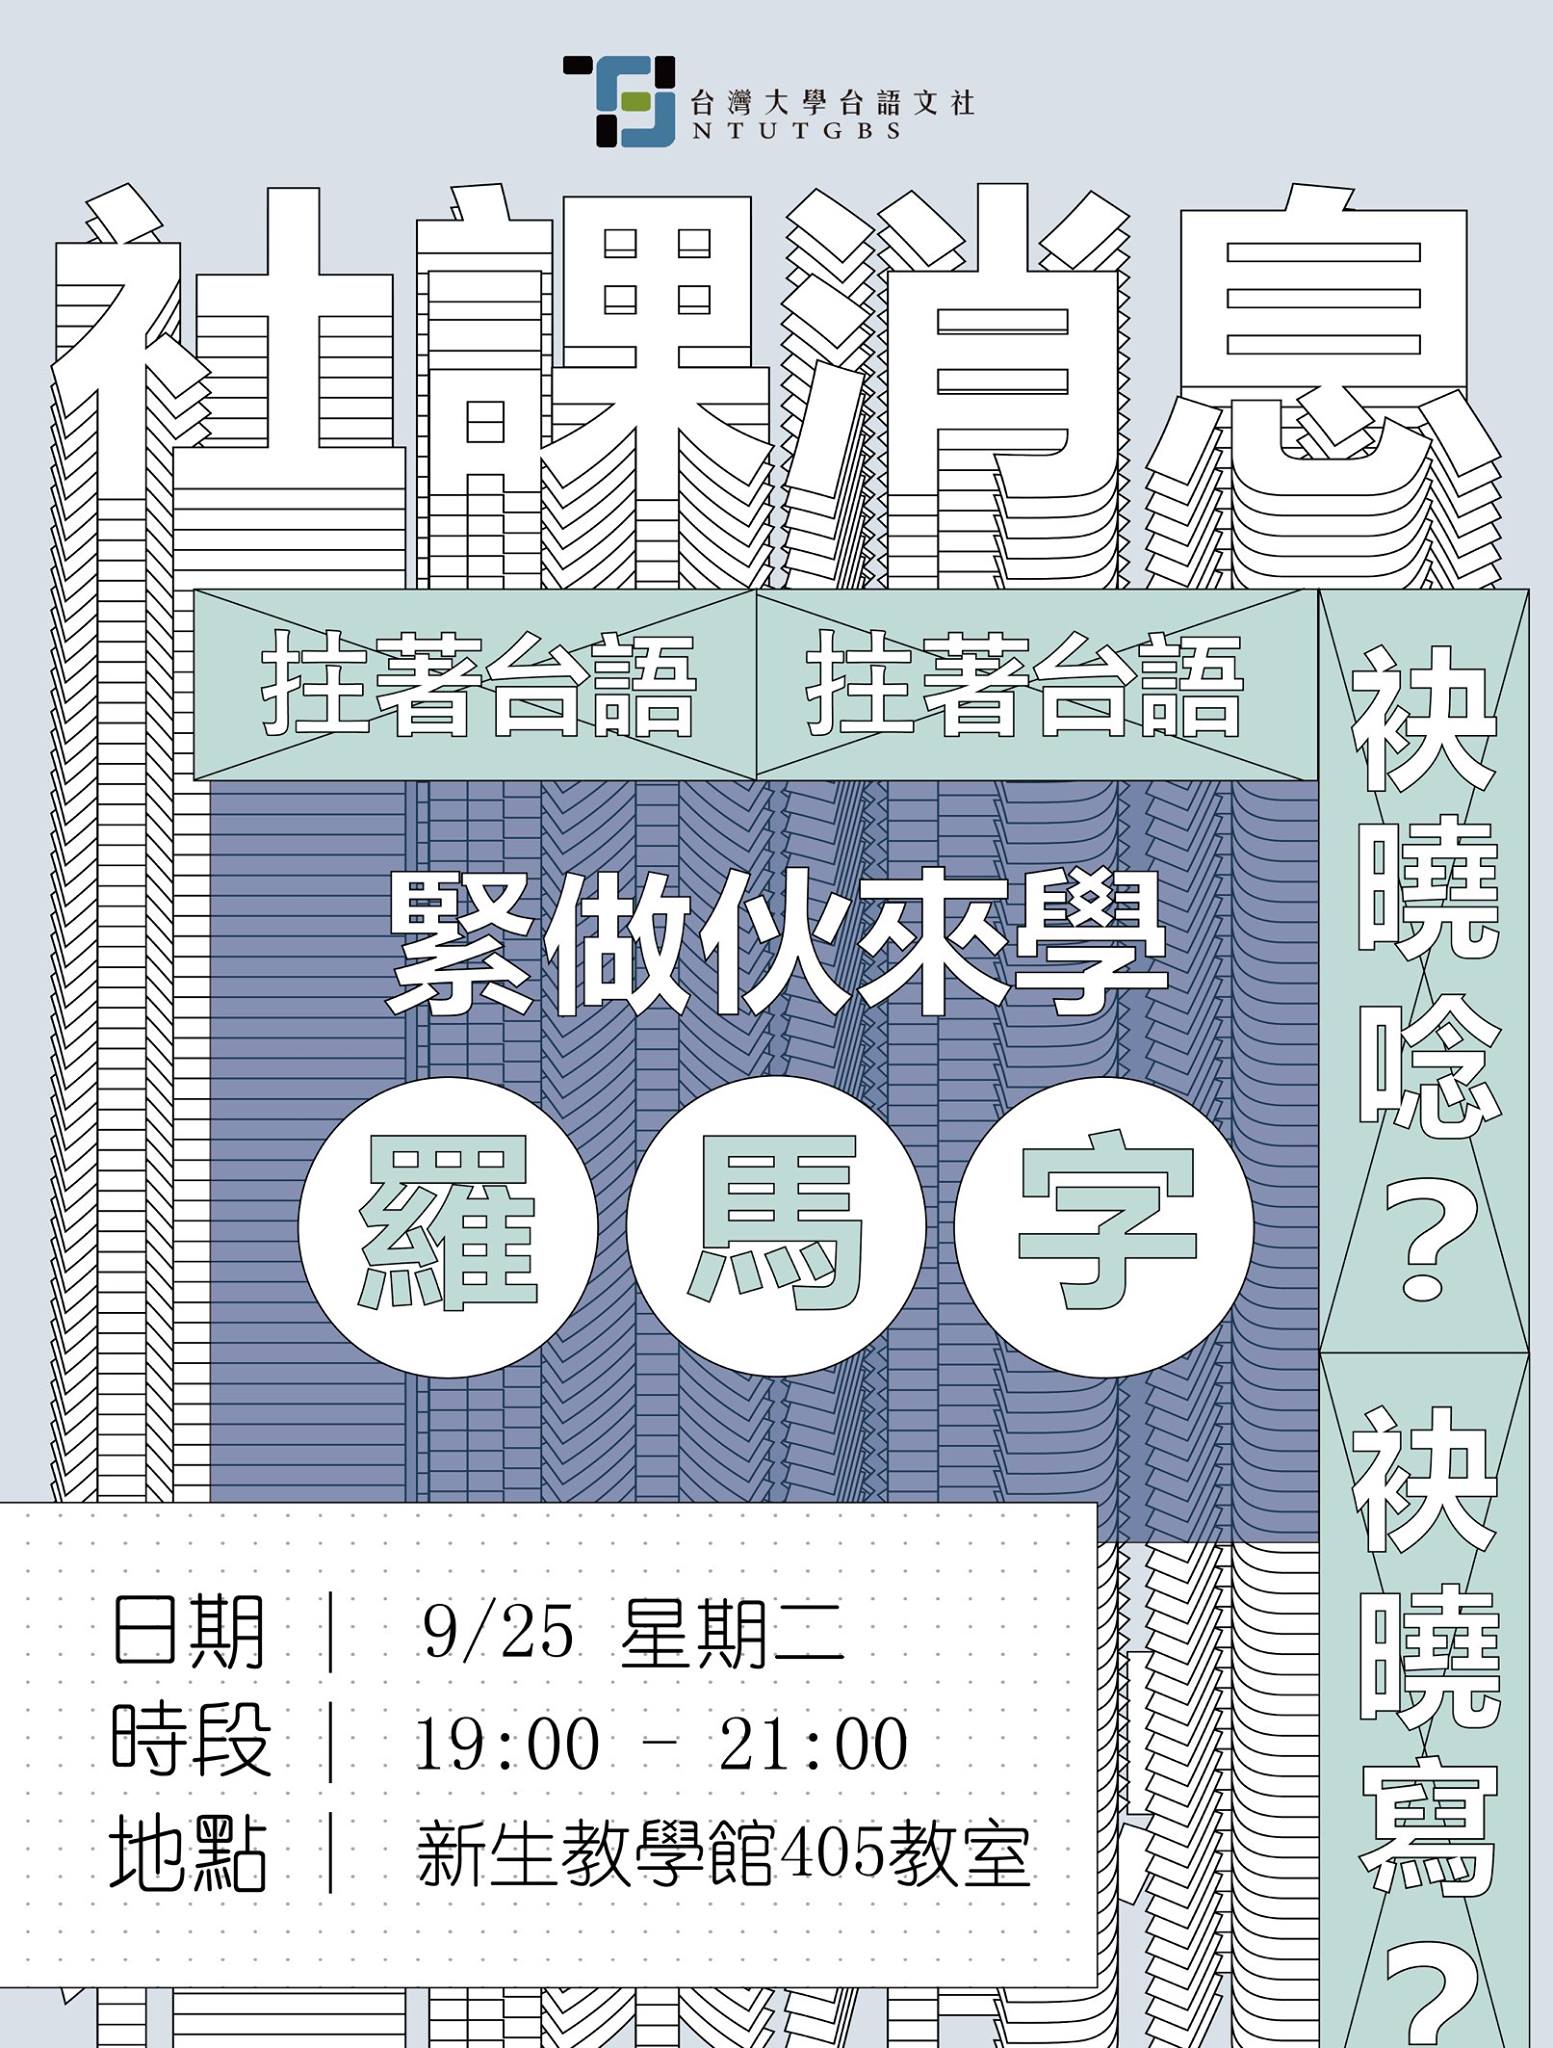 台灣大學台語文社
NTUTGBS
社課消息
拄著台語 拄著台語
袂曉唸？
袂曉寫？
緊做伙來學
羅馬字
日期｜ 9/25 星期二
時段｜ 19:00 - 21:00
地點｜ 新生教學館405教室